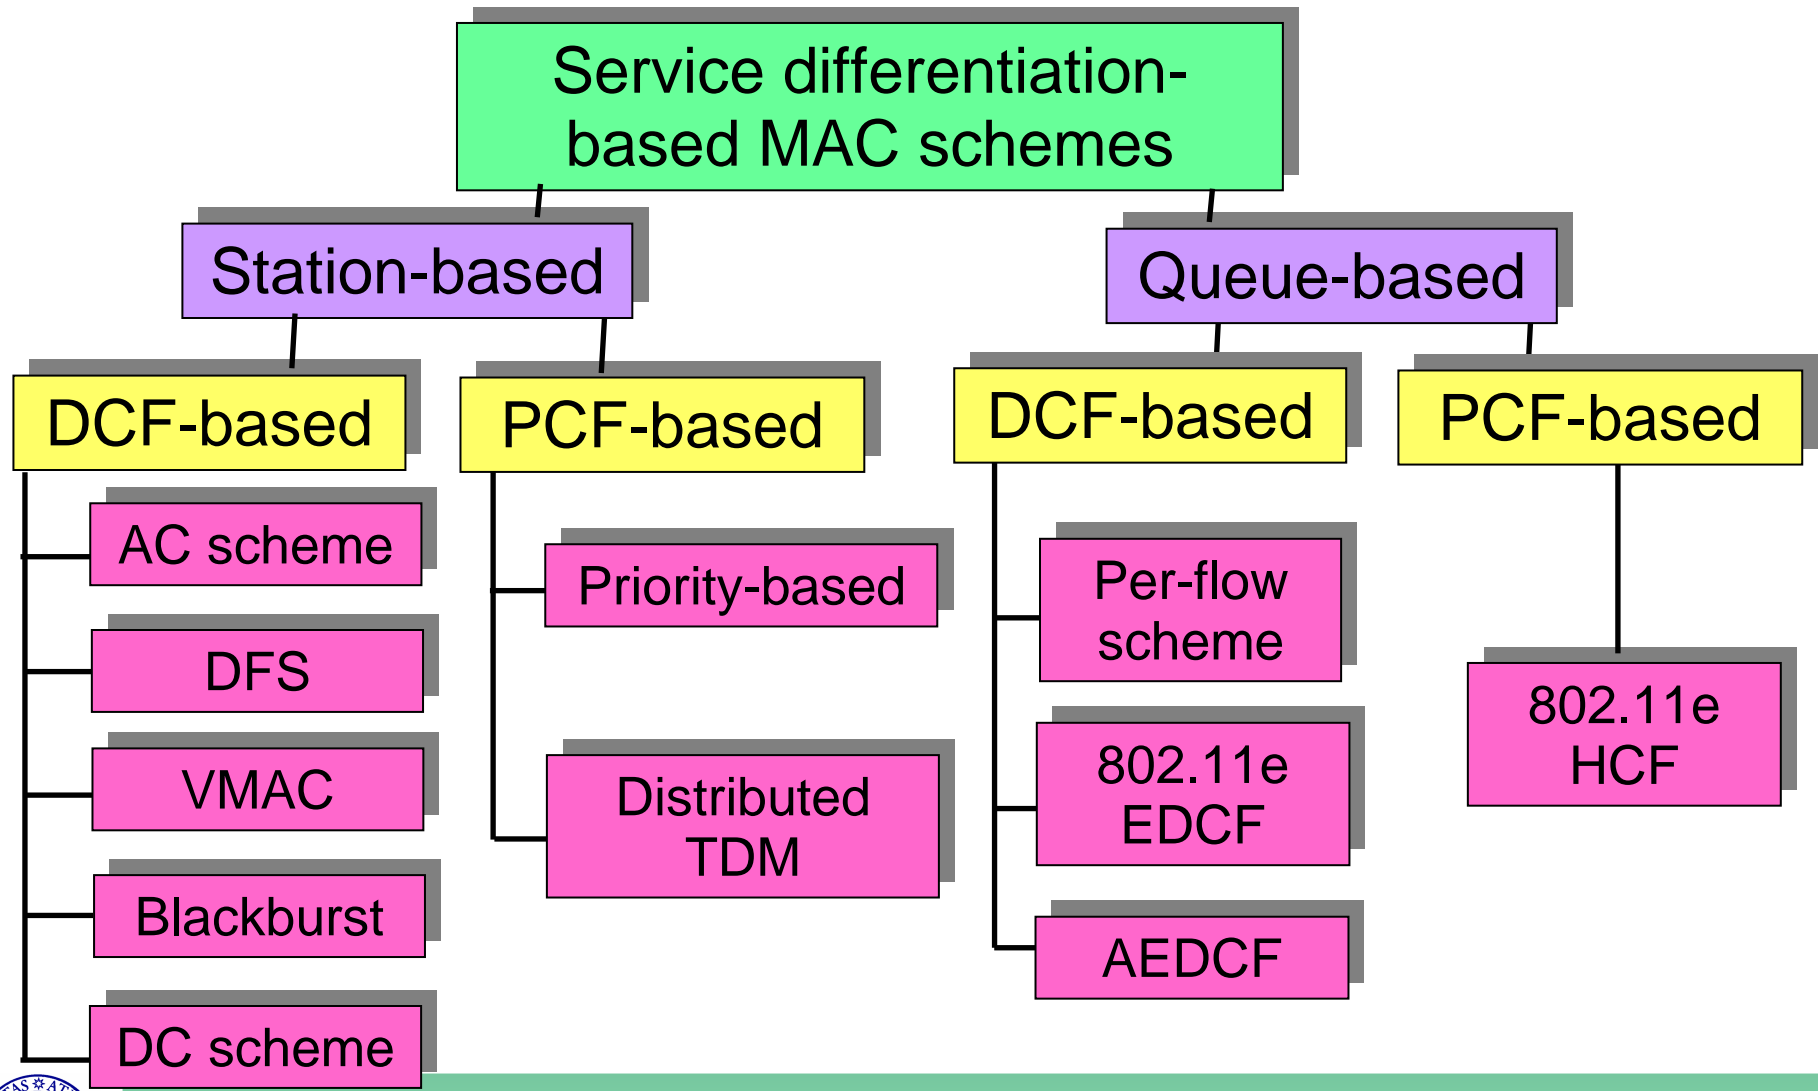 Service differentiation-
based MAC schemes
Station-based
Queue-based
DCF-based
PCF-based
DCF-based
PCF-based
AC scheme
DFS
VMAC
Blackburst
DC scheme
Priority-based
Distributed
TDM
Per-flow
scheme
802.11e
EDCF
AEDCF
802.11e
HCF